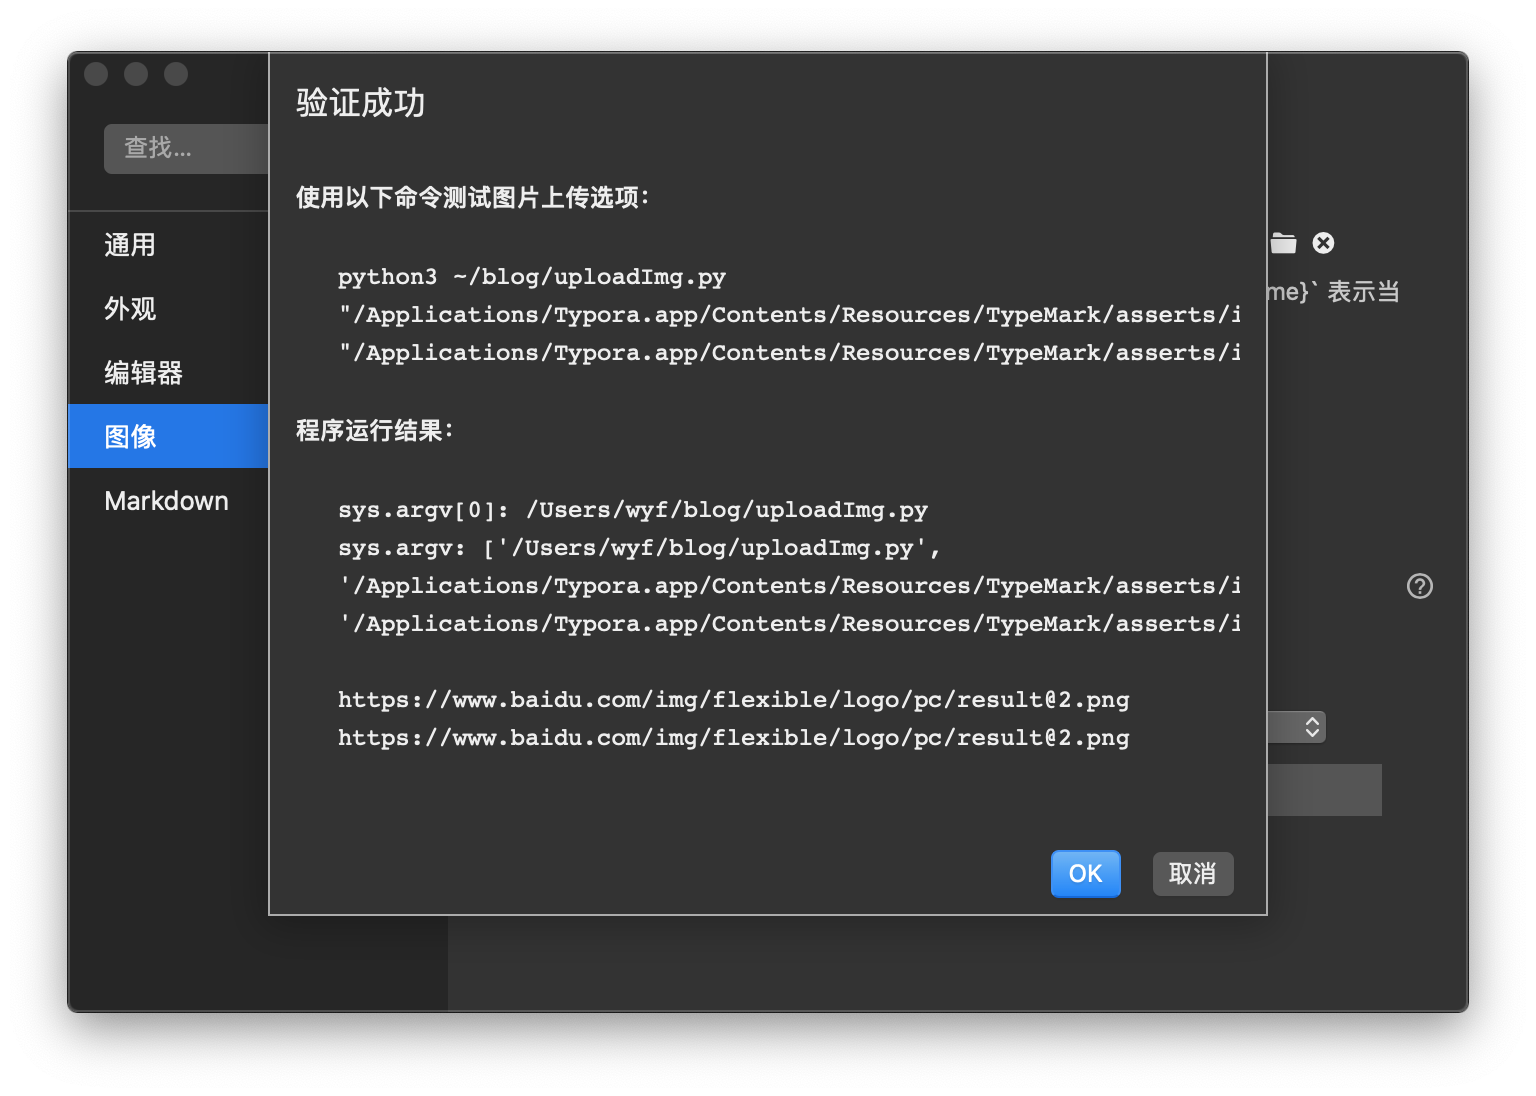 验证成功
查找...
使用以下命令测试图片上传选项：
通用
外观
编辑器
图像
Markdown
python3 ~/blog/uploadImg.py
"/Applications/Typora.app/Contents/Resources/TypeMark/asserts/i
"/Applications/Typora.app/Contents/Resources/TypeMark/asserts/i
me}` 表示当
程序运行结果：
sys.argv[0]: /Users/wyf/blog/uploadImg.py
sys.argv: ['/Users/wyf/blog/uploadImg.py',
'/Applications/Typora.app/Contents/Resources/TypeMark/asserts/i
'/Applications/Typora.app/Contents/Resources/TypeMark/asserts/i
https://www.baidu.com/img/flexible/logo/pc/result@2.png
https://www.baidu.com/img/flexible/logo/pc/result@2.png
OK
取消